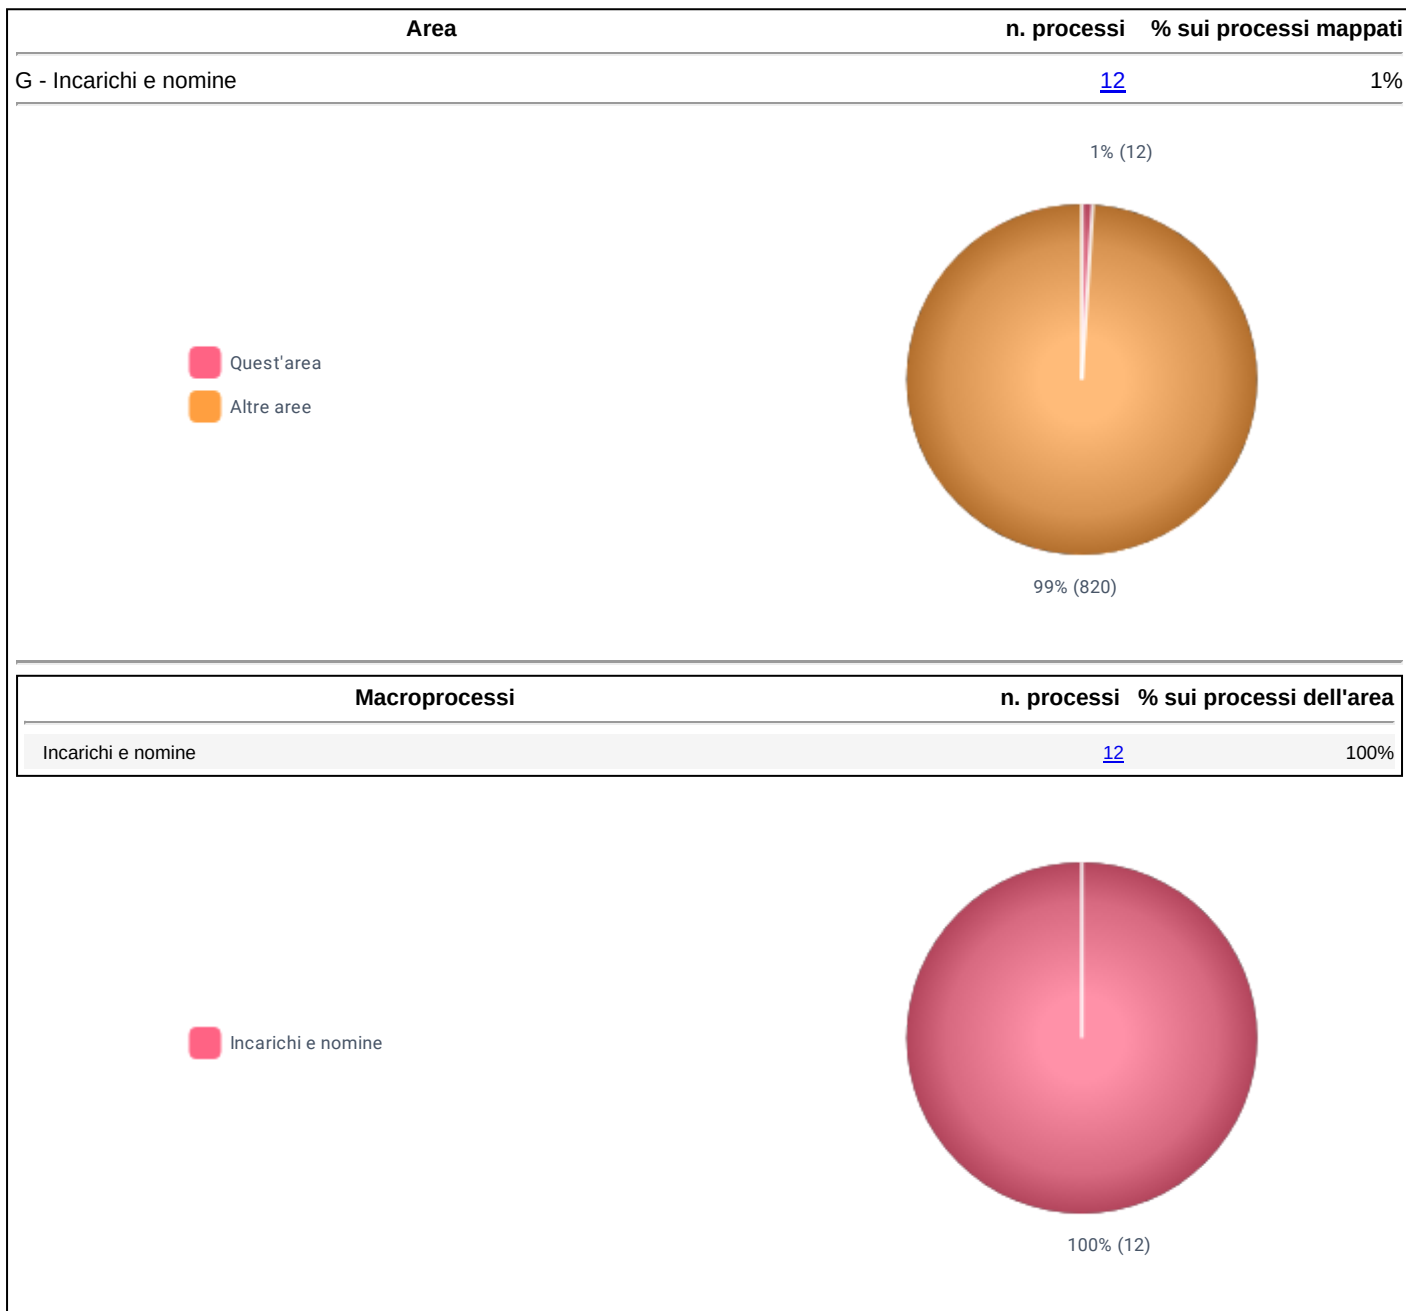 Area n. processi % sui processi mappati
G - Incarichi e nomine 12 1%
1% (12)
Quest'area
Altre aree
99% (820)
Macroprocessi n. processi % sui processi dell'area
Incarichi e nomine 12 100%
Incarichi e nomine
100% (12)